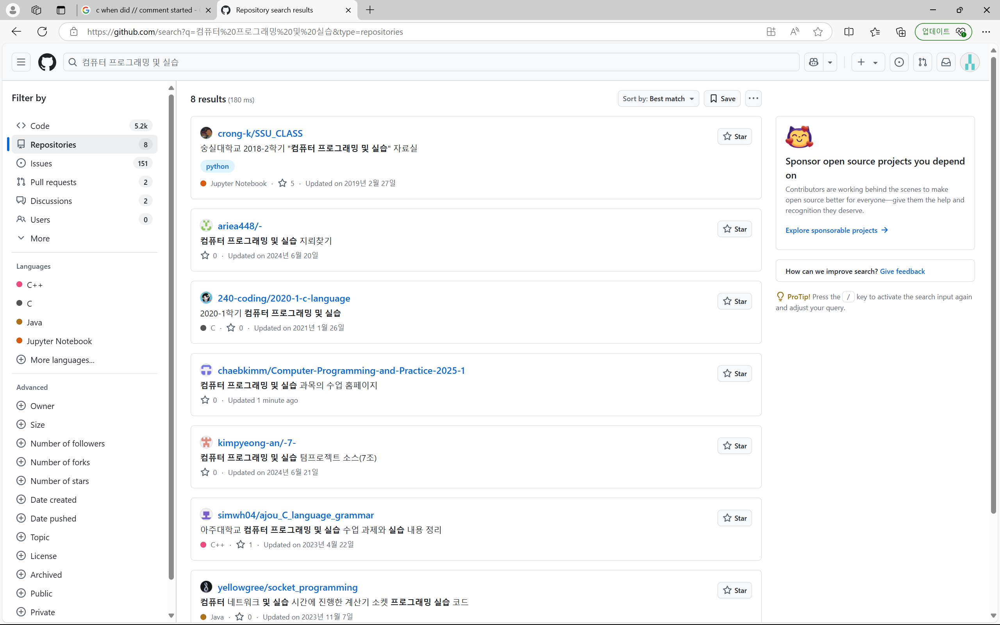 c when did // comment started -
Repository search results
https://github.com/search?q=컴퓨터%20프로그래밍%20및%20실습&type=repositories
업데이트
컴퓨터 프로그래밍 및 실습
Filter by
Code 5.2k
Repositories 8
Issues 151
Pull requests 2
Discussions 2
Users 0
More
Languages
C++
C
Java
Jupyter Notebook
More languages...
Advanced
Owner
Size
Number of followers
Number of forks
Number of stars
Date created
Date pushed
Topic
License
Archived
Public
Private
8 results (180 ms)
Sort by: Best match
Save
crong-k/SSU_CLASS
Star
숭실대학교 2018-2학기 "컴퓨터 프로그래밍 및 실습" 자료실
python
Jupyter Notebook · 5 · Updated on 2019년 2월 27일
ariea448/-
Star
컴퓨터 프로그래밍 및 실습 지뢰찾기
0 · Updated on 2024년 6월 20일
240-coding/2020-1-c-language
Star
2020-1학기 컴퓨터 프로그래밍 및 실습
C · 0 · Updated on 2021년 1월 26일
chaebkimm/Computer-Programming-and-Practice-2025-1
Star
컴퓨터 프로그래밍 및 실습 과목의 수업 홈페이지
0 · Updated 1 minute ago
kimpyeong-an/-7-
Star
컴퓨터 프로그래밍 및 실습 텀프로젝트 소스(7조)
0 · Updated on 2024년 6월 21일
simwh04/ajou_C_language_grammar
Star
아주대학교 컴퓨터 프로그래밍 및 실습 수업 과제와 실습 내용 정리
C++ · 1 · Updated on 2023년 4월 22일
yellowgree/socket_programming
Star
컴퓨터 네트워크 및 실습 시간에 진행한 계산기 소켓 프로그래밍 실습 코드
Java · 0 · Updated on 2023년 11월 7일
Sponsor open source projects you depend
on
Contributors are working behind the scenes to make
open source better for everyone—give them the help and
recognition they deserve.
Explore sponsorable projects →
How can we improve search? Give feedback
ProTip! Press the / key to activate the search input again
and adjust your query.